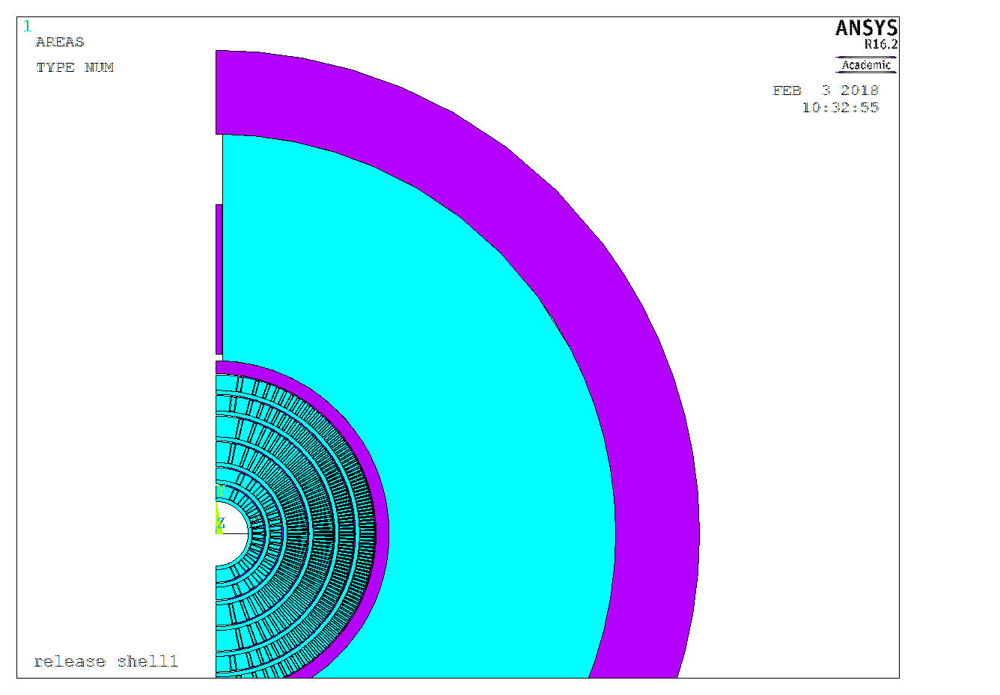 1
AREAS
TYPE NUM
ANSYS
R16.2
Academic
FEB 3 2018
10:32:55
Y
Z
release shell1